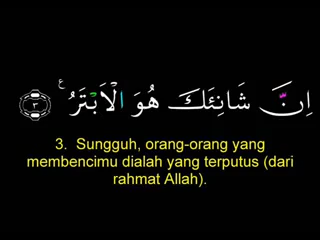 اِنَّ شَانِئَكَ هُوَ الْاَبْتَرُ ࣖ ٣
3. Sungguh, orang-orang yang
membencimu dialah yang terputus (dari
rahmat Allah).